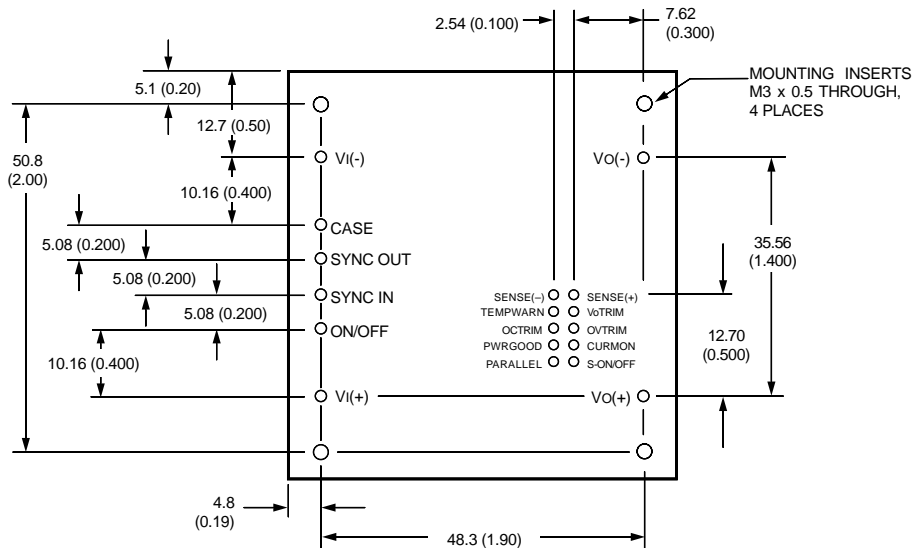 2.54 (0.100)
7.62
(0.300)
5.1 (0.20)
MOUNTING INSERTS
M3 x 0.5 THROUGH,
4 PLACES
12.7 (0.50)
50.8
(2.00)
VI(-)
VO(-)
10.16 (0.400)
CASE
5.08 (0.200)
SYNC OUT
35.56
(1.400)
5.08 (0.200)
SYNC IN
SENSE(–)
SENSE(+)
5.08 (0.200)
TEMPWARN
VoTRIM
ON/OFF
OCTRIM
OVTRIM
12.70
(0.500)
PWRGOOD
CURMON
10.16 (0.400)
PARALLEL
S-ON/OFF
VI(+)
VO(+)
4.8
(0.19)
48.3 (1.90)